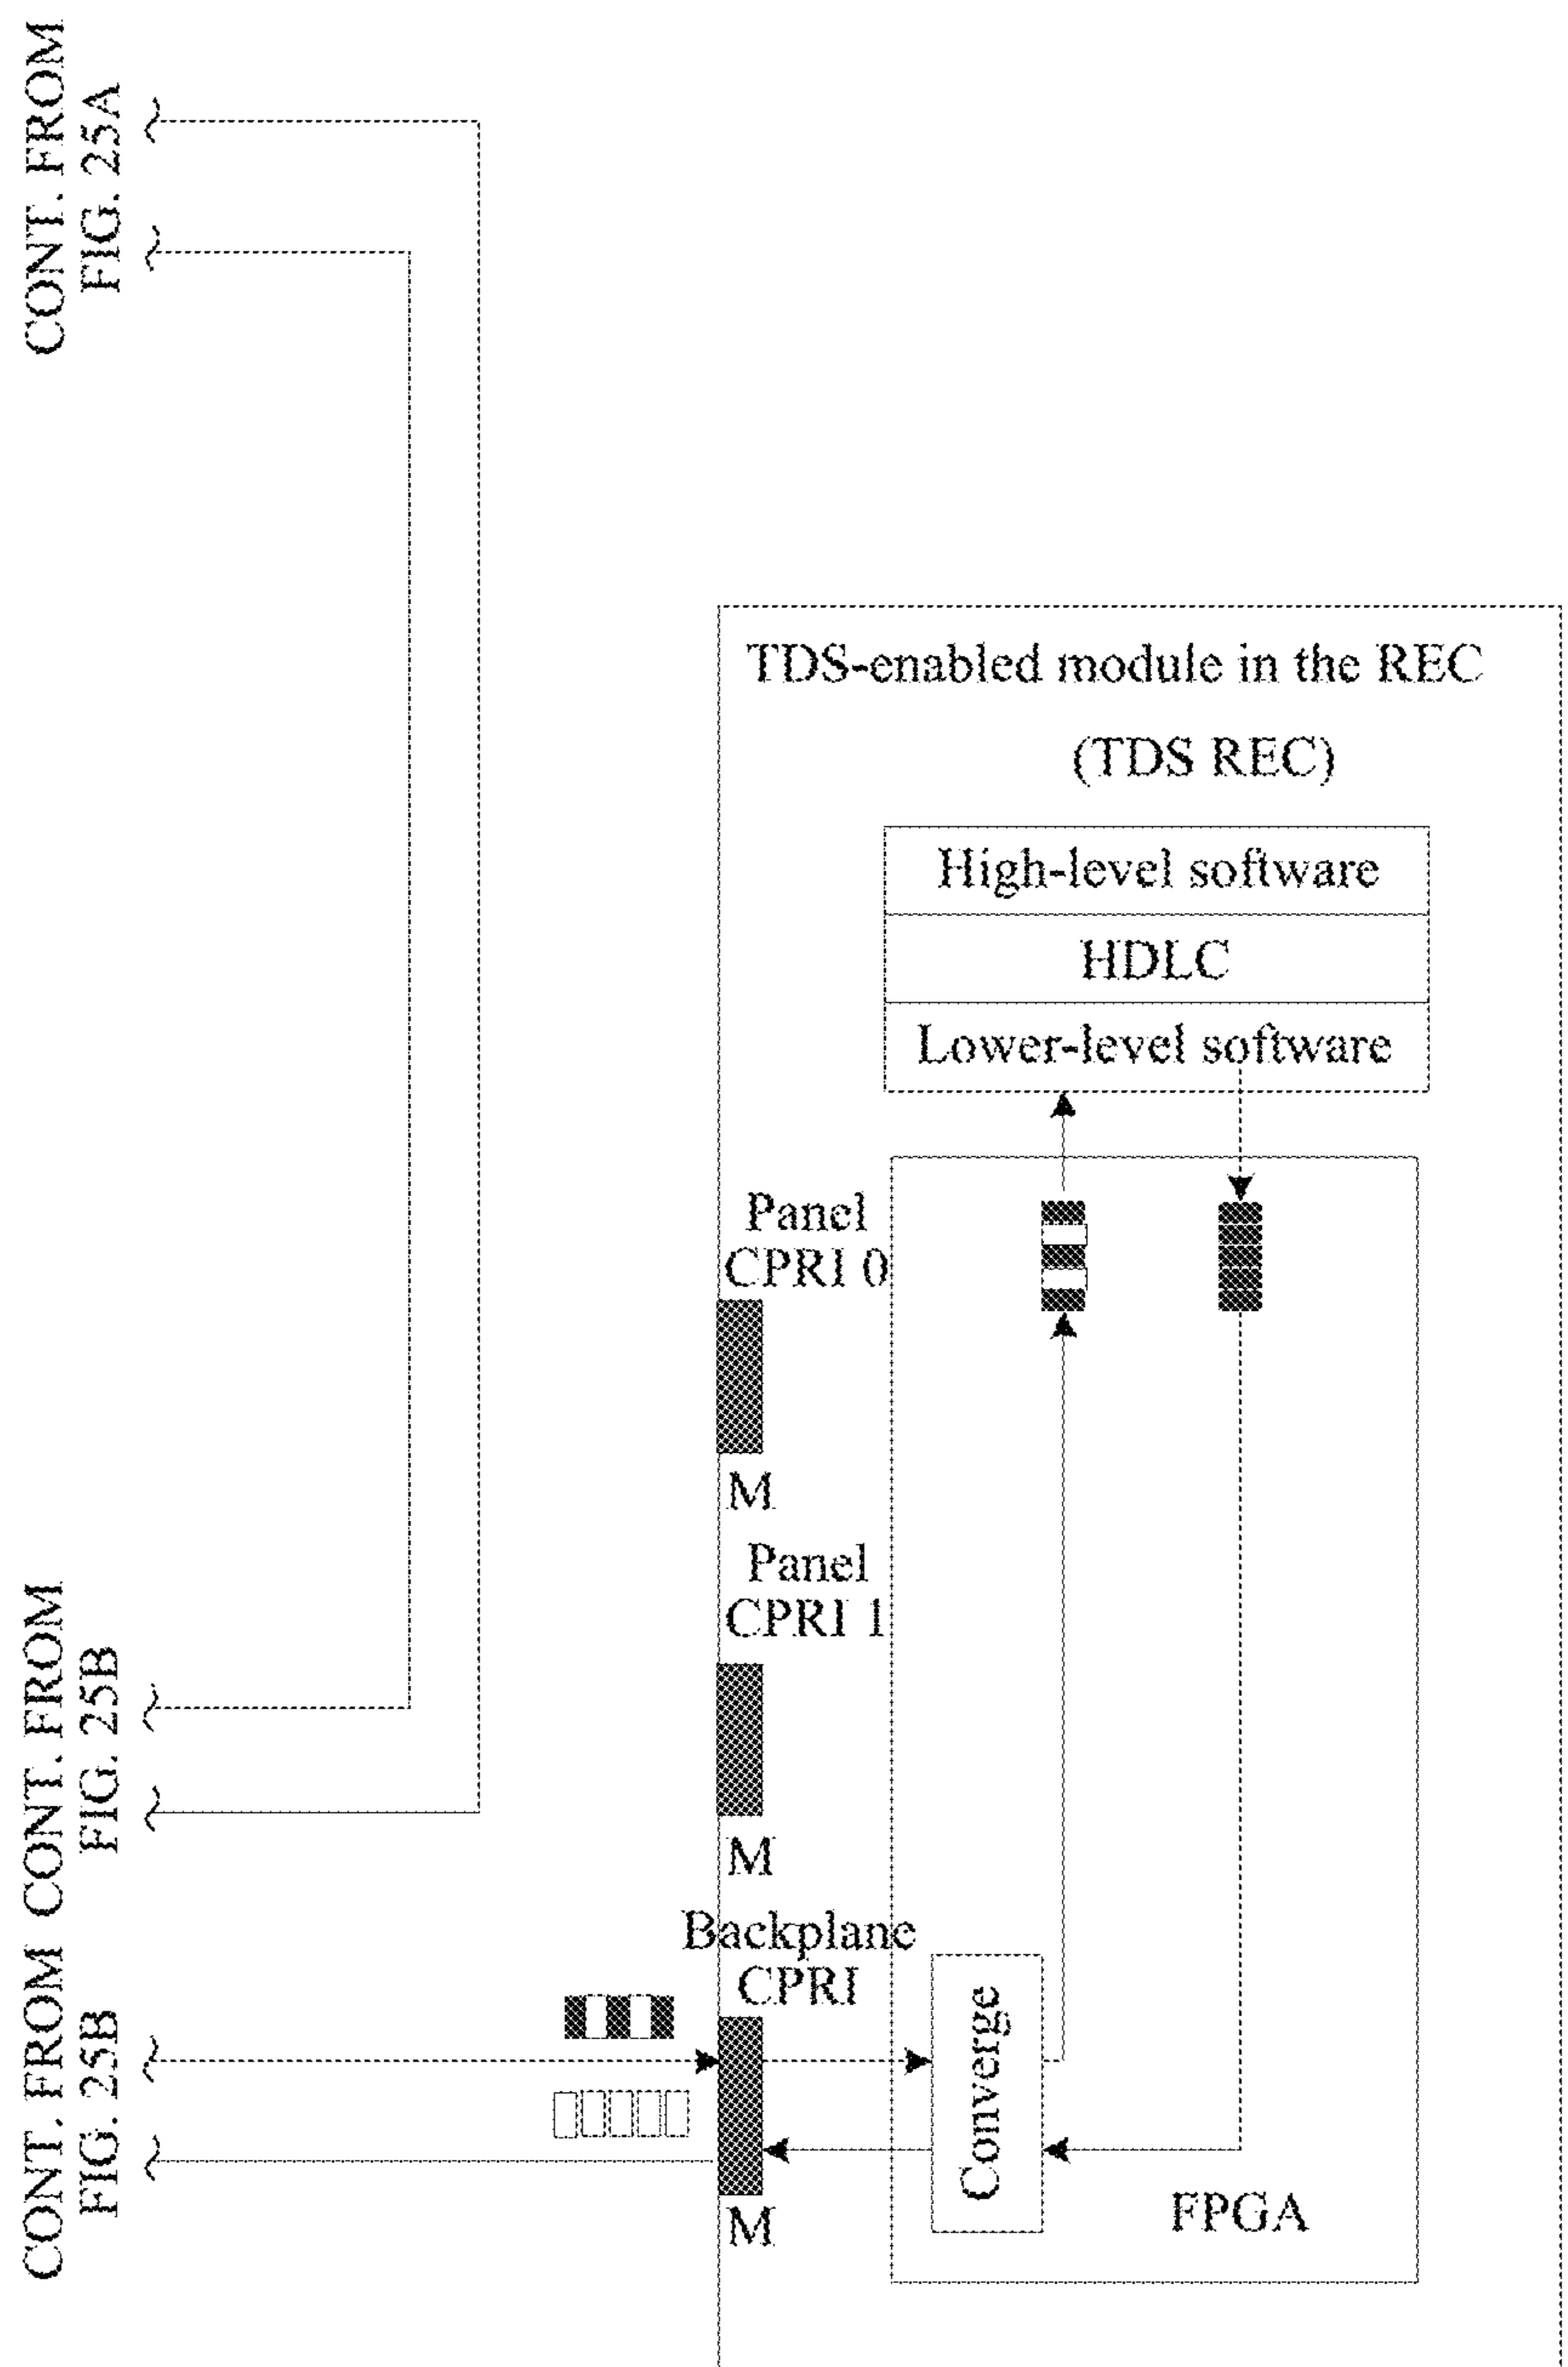 CONT. FROM
FIG. 25A
TDS-enabled module in the REC
(TDS REC)
High-level software
HDLC
Lower-level software
Panel
CPRI 0
M
Panel
CPRI 1
M
CONT. FROM
FIG. 25B
Backplane
CPRI
Converge
M
FPGA
CONT. FROM
FIG. 25B